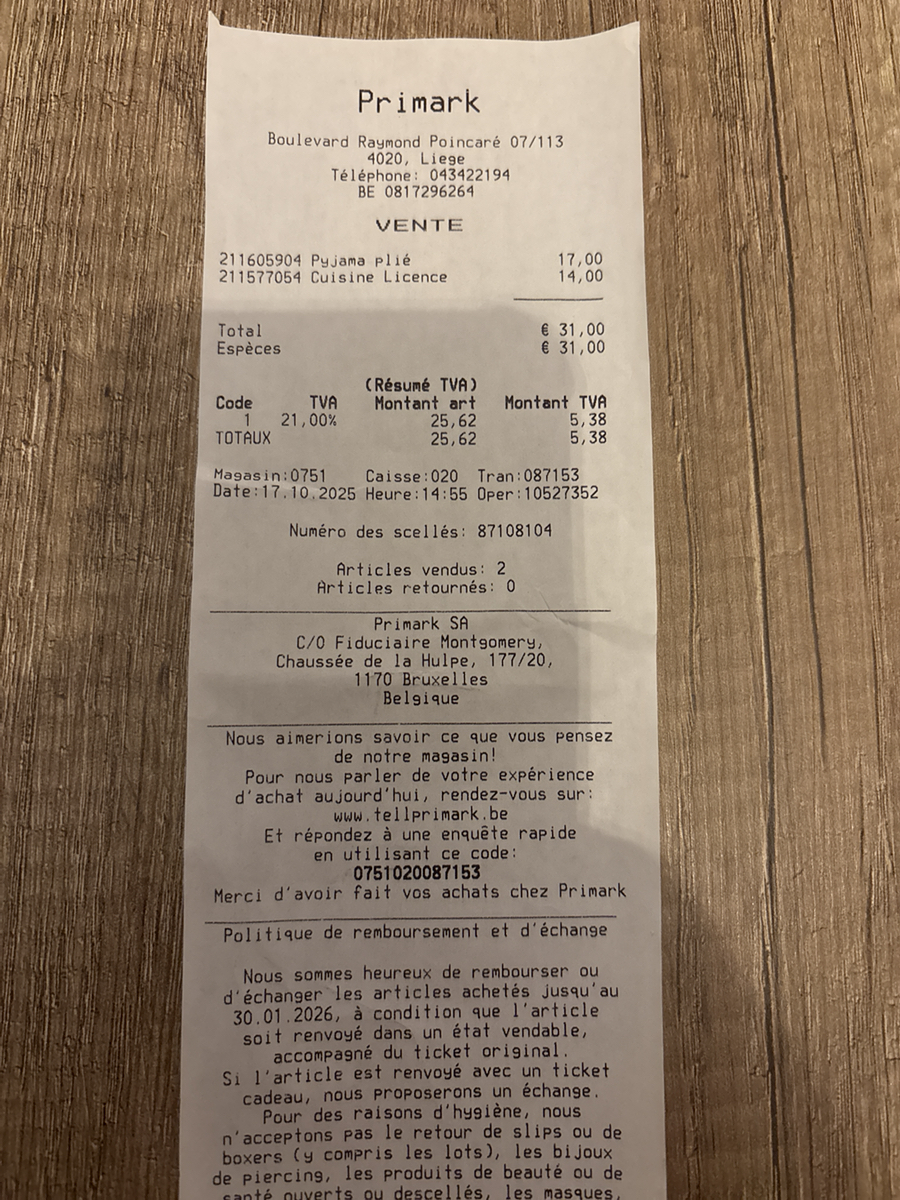 Primark
Boulevard Raymond Poincaré 07/113
4020, Liege
Téléphone: 043422194
BE 0817296264
VENTE
211605904 Pyjama plié 17,00
211577054 Cuisine Licence 14,00
Total € 31,00
Espèces € 31,00
(Résumé TVA)
Code TVA Montant art Montant TVA
1 21,00% 25,62 5,38
TOTAUX 25,62 5,38
Magasin:0751 Caisse:020 Tran:087153
Date:17.10.2025 Heure:14:55 Oper:10527352
Numéro des scellés: 87108104
Articles vendus: 2
Articles retournés: 0
Primark SA
C/O Fiduciaire Montgomery,
Chaussée de la Hulpe, 177/20,
1170 Bruxelles
Belgique
Nous aimerions savoir ce que vous pensez
de notre magasin!
Pour nous parler de votre expérience
d'achat aujourd'hui, rendez-vous sur:
www.tellprimark.be
Et répondez à une enquête rapide
en utilisant ce code:
0751020087153
Merci d'avoir fait vos achats chez Primark
Politique de remboursement et d'échange
Nous sommes heureux de rembourser ou
d'échanger les articles achetés jusqu'au
30.01.2026, à condition que l'article
soit renvoyé dans un état vendable,
accompagné du ticket original.
Si l'article est renvoyé avec un ticket
cadeau, nous proposerons un échange.
Pour des raisons d'hygiène, nous
n'acceptons pas le retour de slips ou de
boxers (y compris les lots), les bijoux
de piercing, les produits de beauté ou de
santé ouverts ou descellés, les masques,